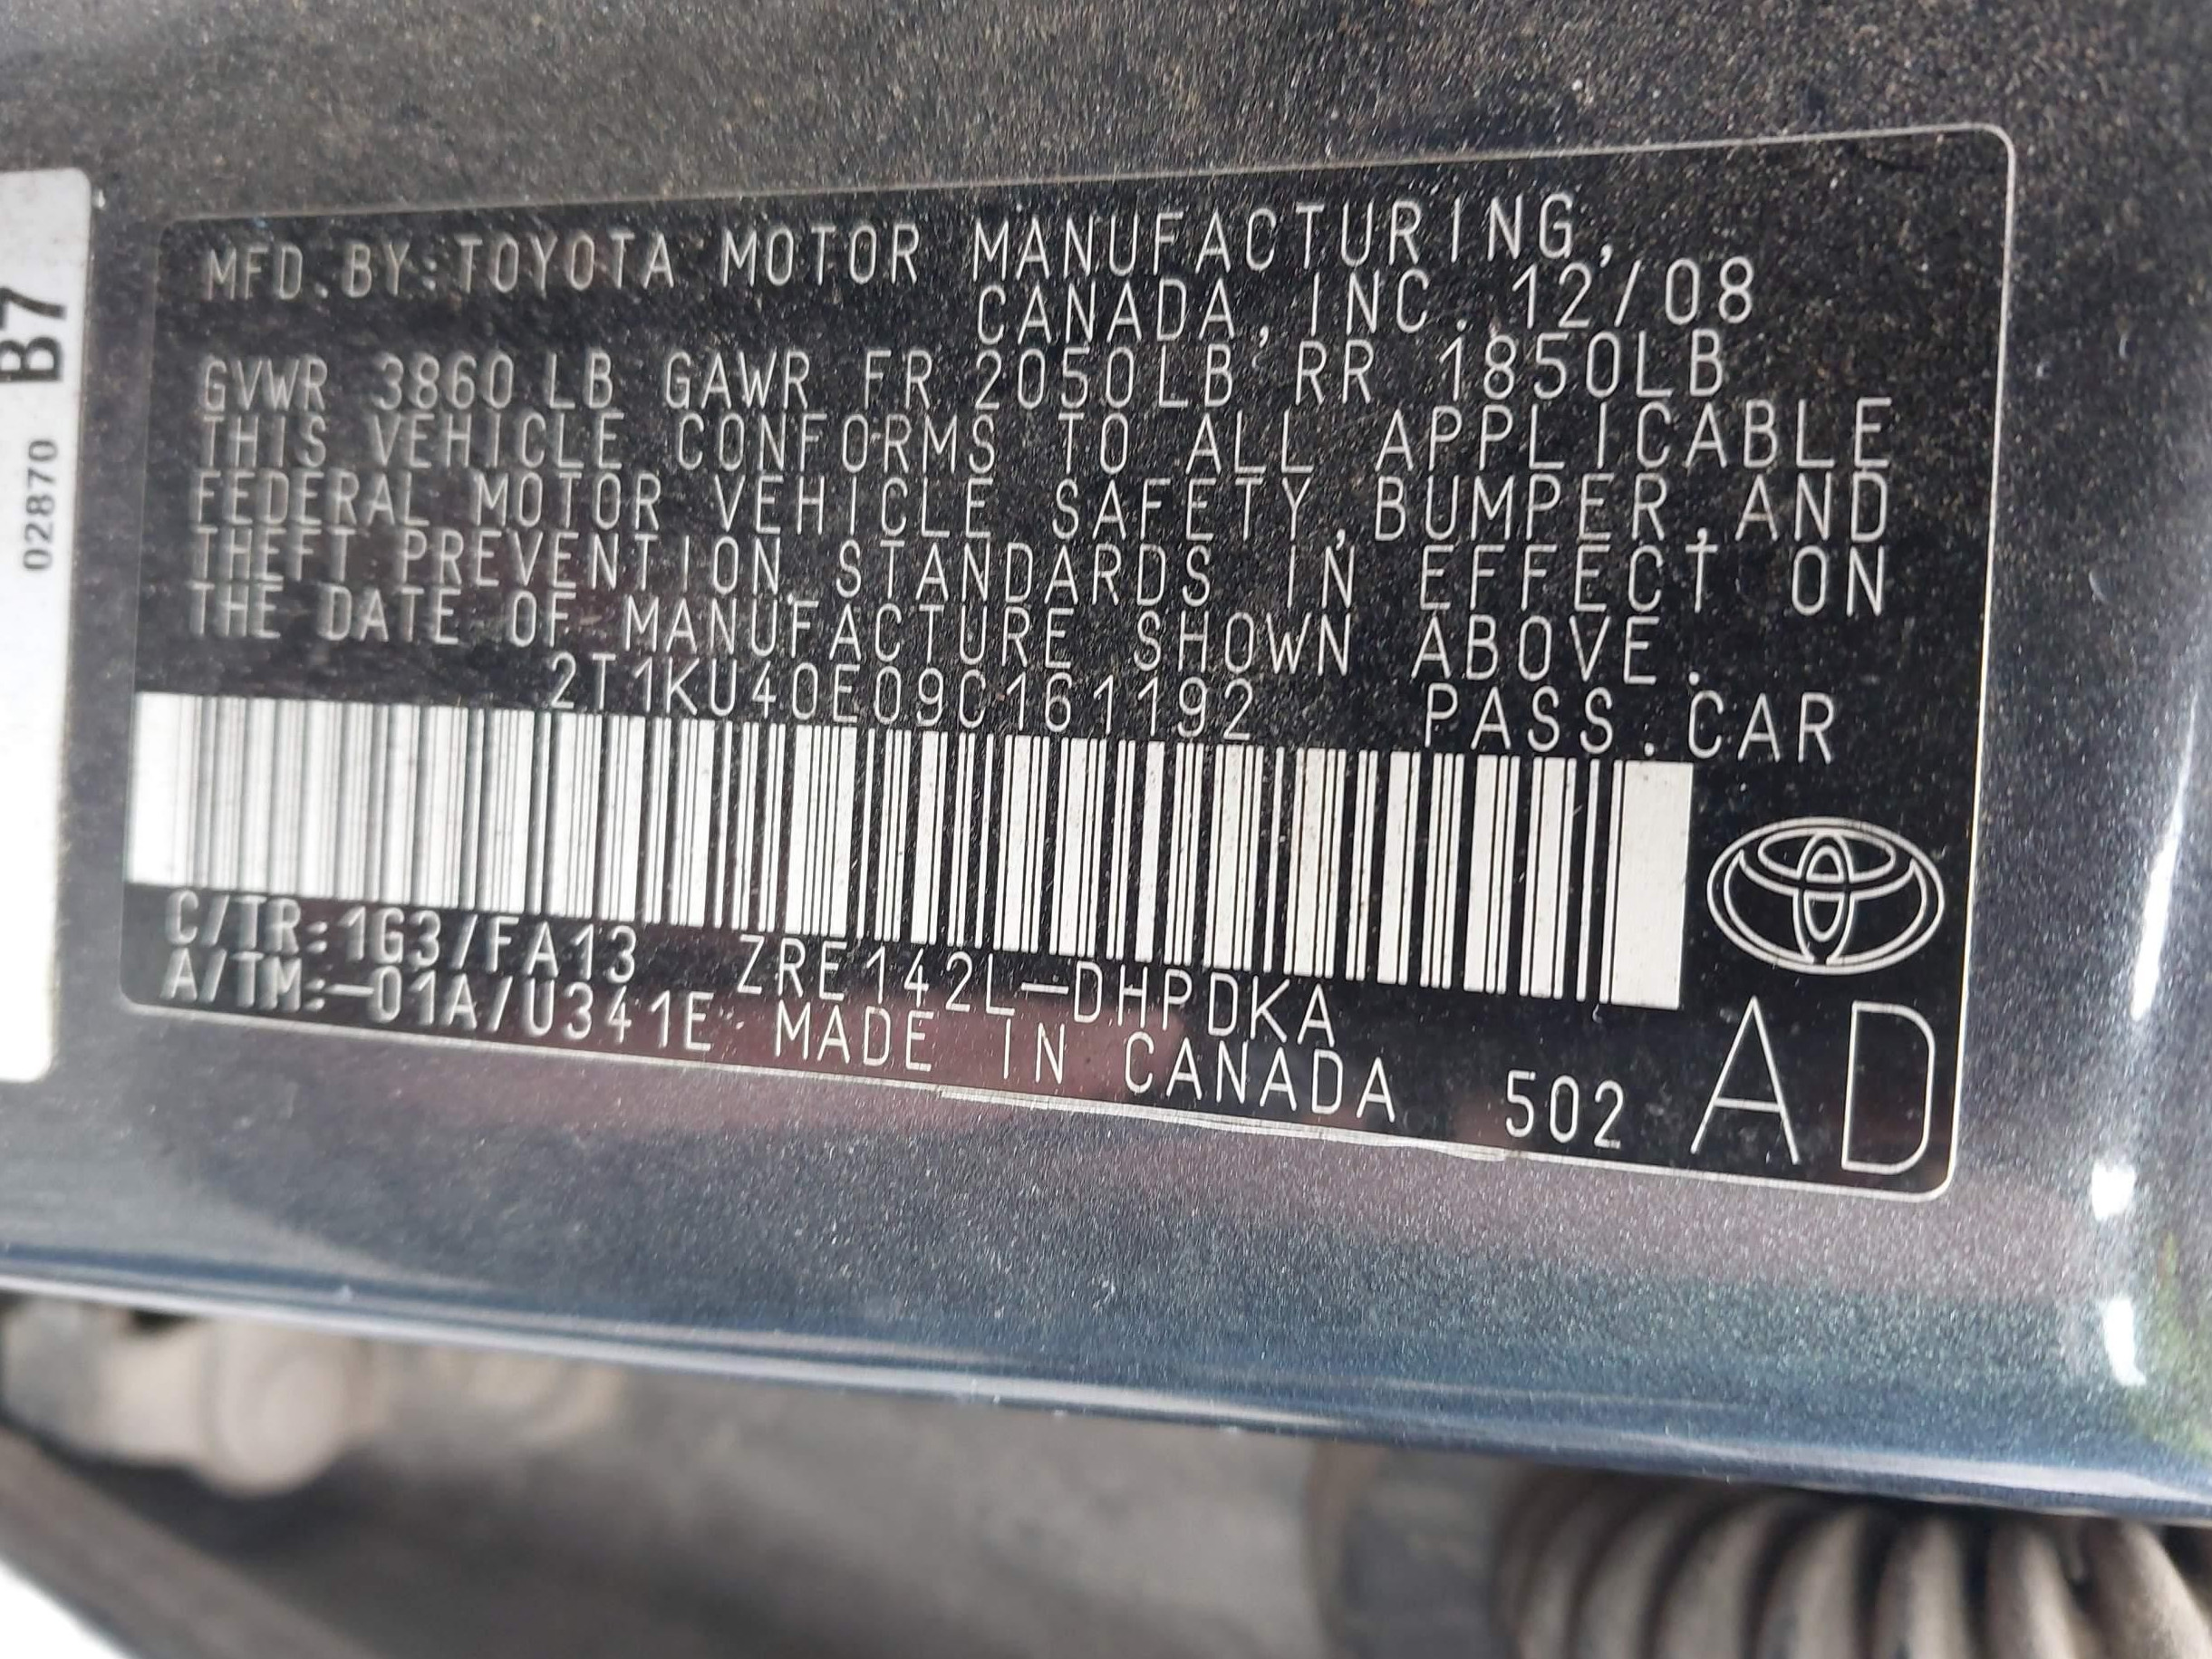 MFD. BY: TOYOTA MOTOR MANUFACTURING,
CANADA, INC. 12/08
GVWR 3860 LB GAWR FR 2050LB RR 1850LB
THIS VEHICLE CONFORMS TO ALL APPLICABLE
FEDERAL MOTOR VEHICLE SAFETY,BUMPER,AND
THEFT PREVENTION STANDARDS IN EFFECT ON
THE DATE OF MANUFACTURE SHOWN ABOVE.
2T1KU40E09C161192 PASS.CAR
C/TR:1G3/FA13 ZRE142L-DHPDKA
A/TM:-01A/U341E MADE IN CANADA 502 AD
B7
02870